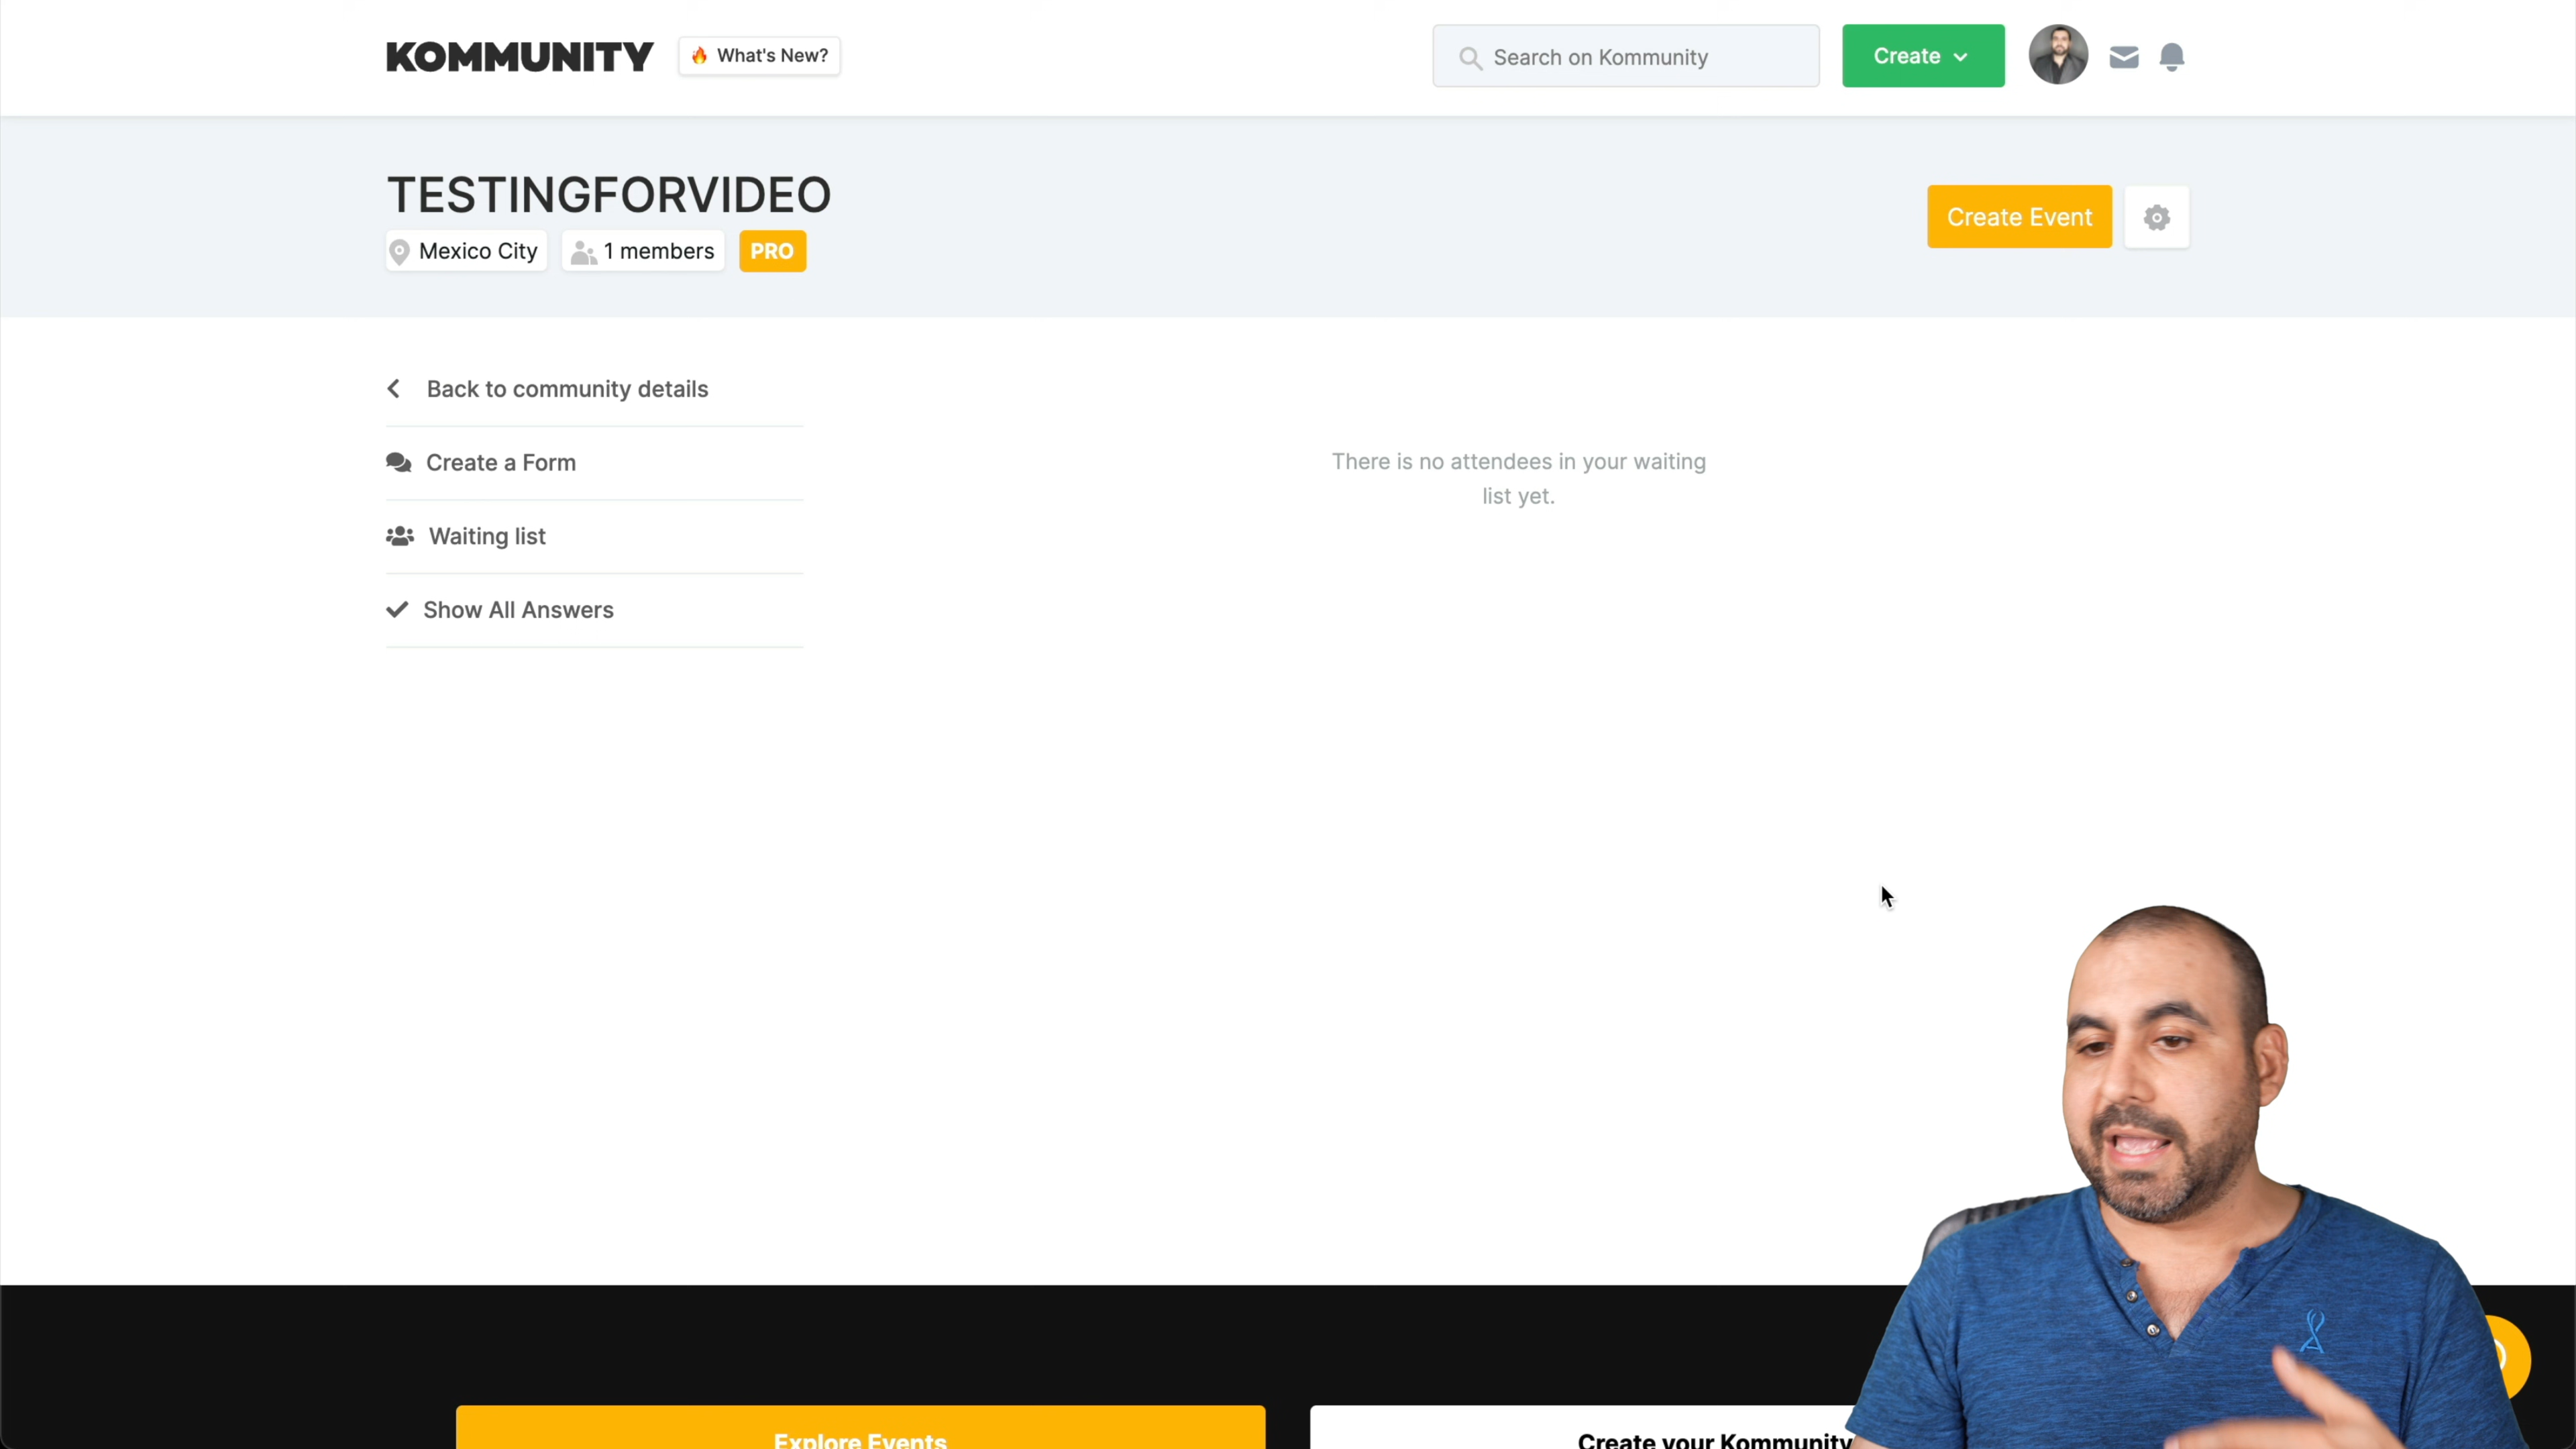 KOMMUNITY
🔥 What's New?
Search on Kommunity
Create
TESTINGFORVIDEO
Mexico City
1 members
PRO
Create Event
Back to community details
Create a Form
Waiting list
Show All Answers
There is no attendees in your waiting
list yet.
Explore Events
Create your Kommunity